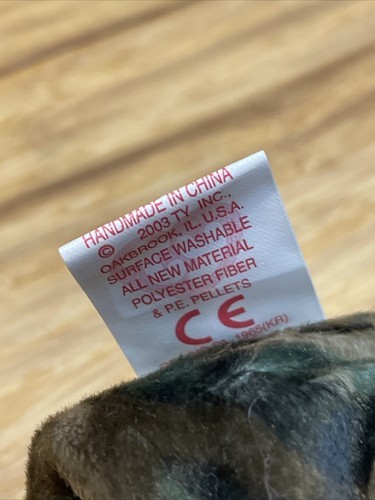 HANDMADE IN CHINA
© 2003 TY INC.,
OAKBROOK, IL, U.S.A.
SURFACE WASHABLE
ALL NEW MATERIAL
POLYESTER FIBER
& P.E. PELLETS
CE
1965(KR)